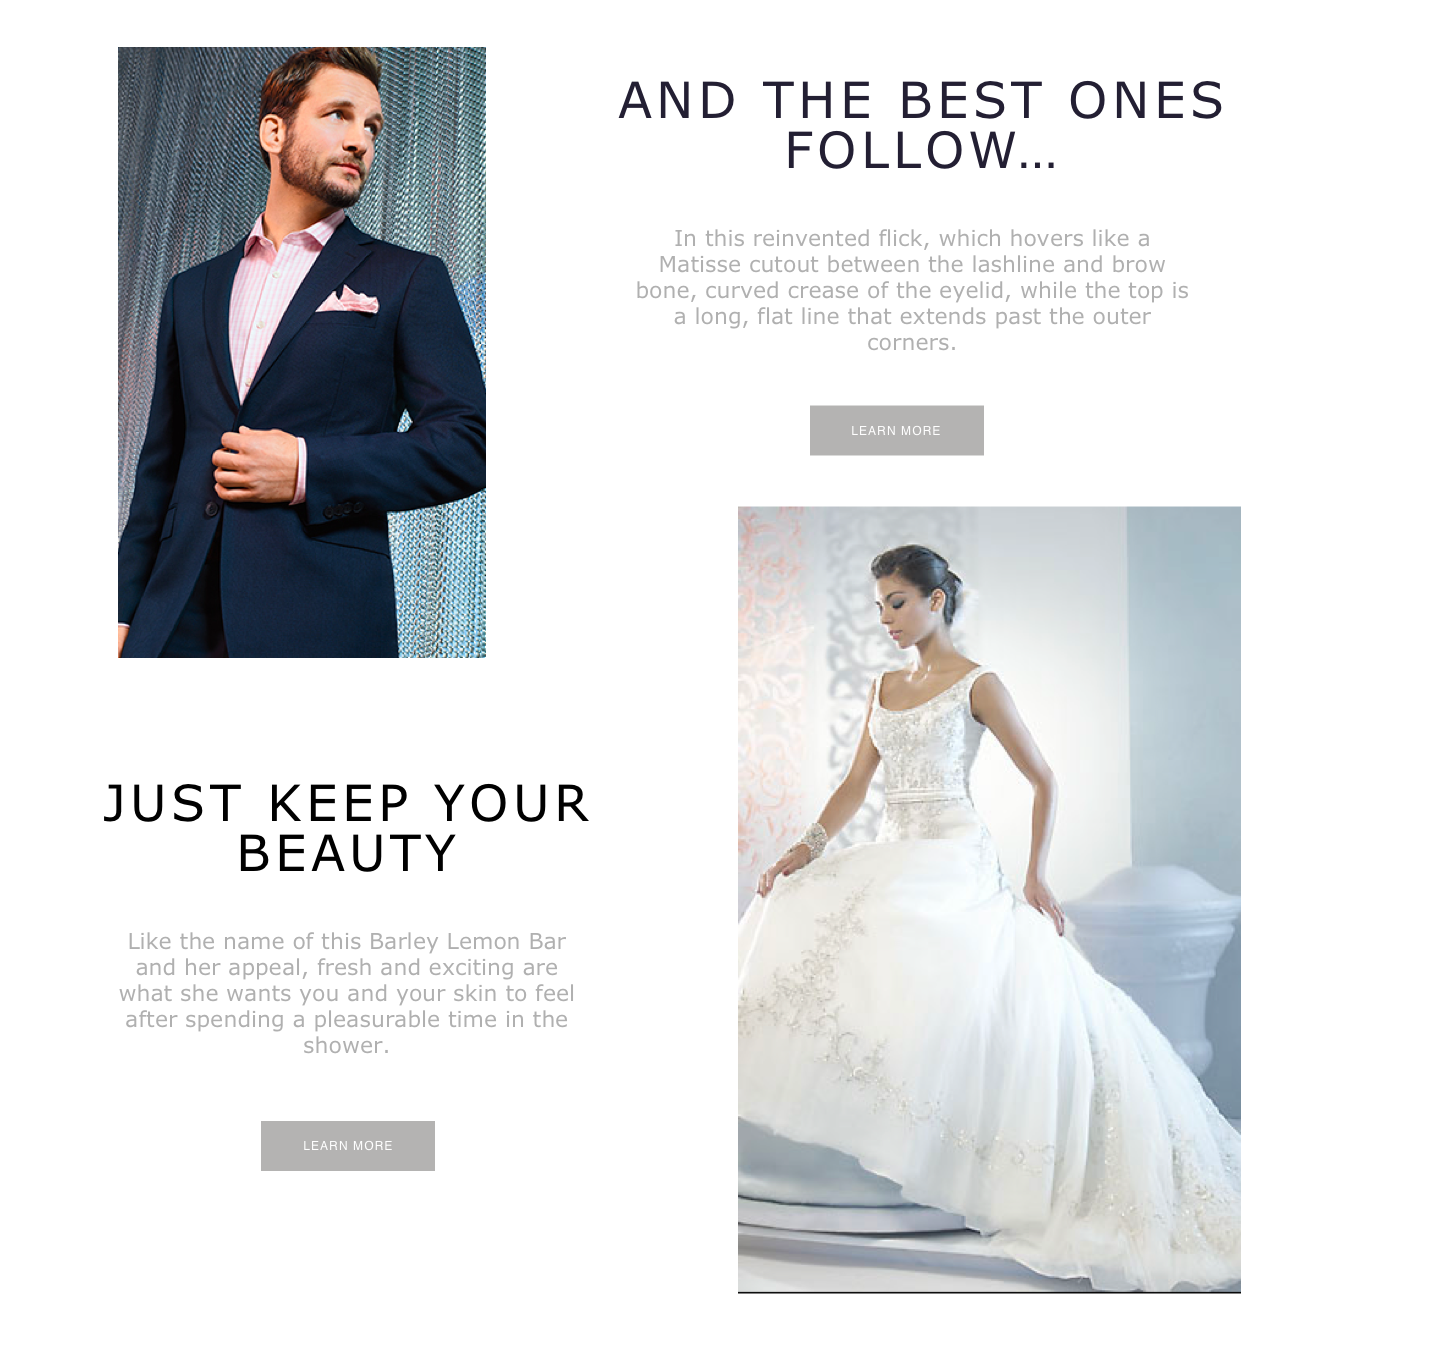 AND THE BEST ONES
FOLLOW...
In this reinvented flick, which hovers like a
Matisse cutout between the lashline and brow
bone, curved crease of the eyelid, while the top is
a long, flat line that extends past the outer
corners.
LEARN MORE
JUST KEEP YOUR
BEAUTY
Like the name of this Barley Lemon Bar
and her appeal, fresh and exciting are
what she wants you and your skin to feel
after spending a pleasurable time in the
shower.
LEARN MORE